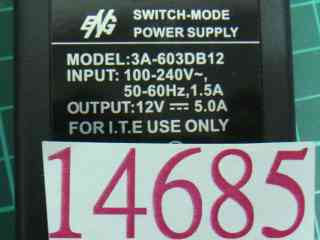 ENG
SWITCH-MODE
POWER SUPPLY
MODEL:3A-603DB12
INPUT: 100-240V~,
50-60Hz,1.5A
OUTPUT:12V ⎓ 5.0A
FOR I.T.E USE ONLY
14685